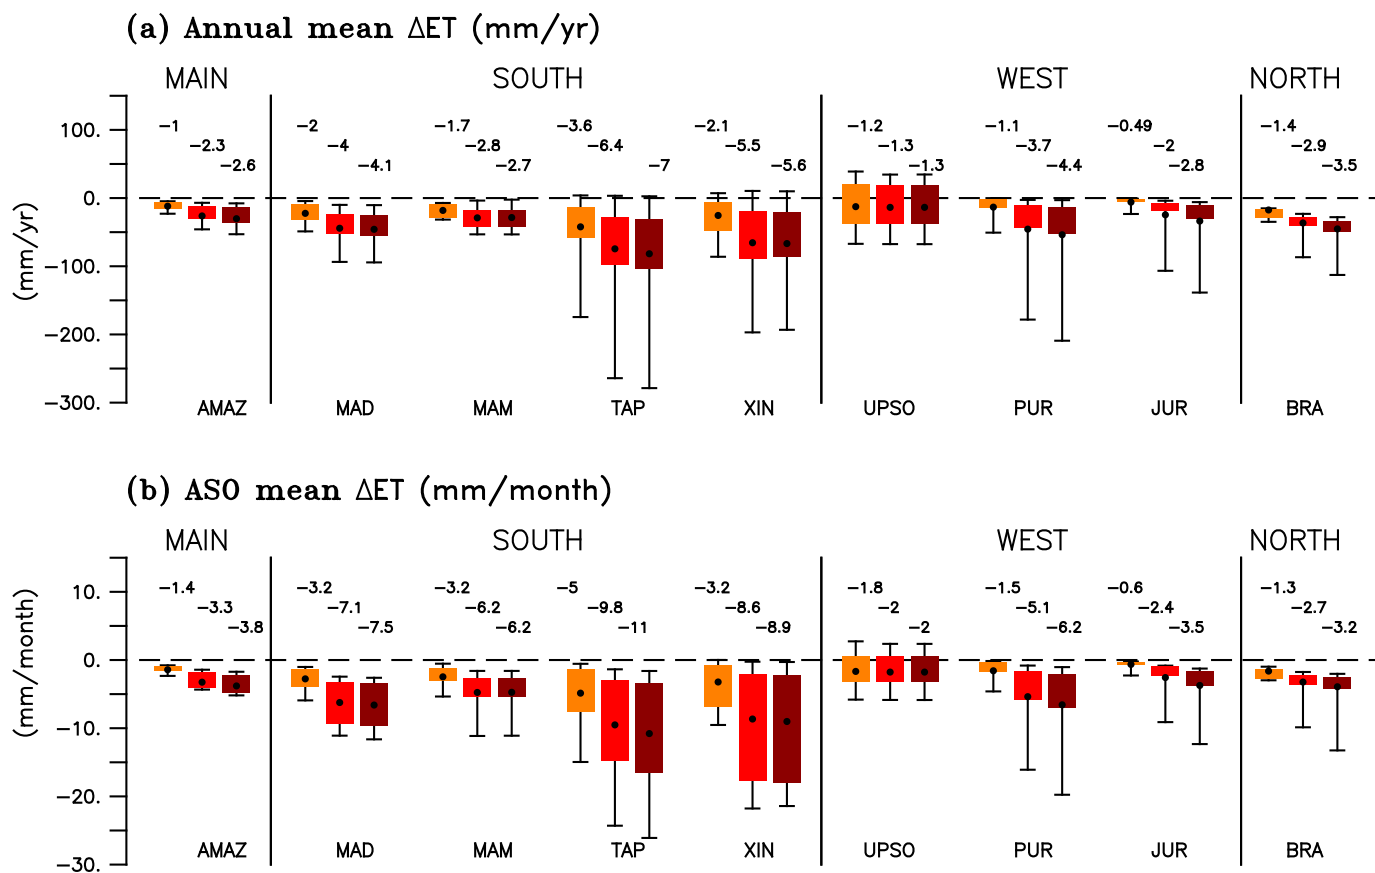 (a) Annual mean ΔET (mm/yr)
MAIN SOUTH WEST NORTH
100. −1 −2 −1.7 −3.6 −2.1 −1.2 −1.1 −0.49 −1.4
−2.3 −4 −2.8 −6.4 −5.5 −1.3 −3.7 −2 −2.9
−2.6 −4.1 −2.7 −7 −5.6 −1.3 −4.4 −2.8 −3.5
0.
−100.
−200.
−300.
(mm/yr)
AMAZ MAD MAM TAP XIN UPSO PUR JUR BRA
(b) ASO mean ΔET (mm/month)
MAIN SOUTH WEST NORTH
10. −1.4 −3.2 −3.2 −5 −3.2 −1.8 −1.5 −0.6 −1.3
−3.3 −7.1 −6.2 −9.8 −8.6 −2 −5.1 −2.4 −2.7
−3.8 −7.5 −6.2 −11 −8.9 −2 −6.2 −3.5 −3.2
0.
−10.
−20.
−30.
(mm/month)
AMAZ MAD MAM TAP XIN UPSO PUR JUR BRA